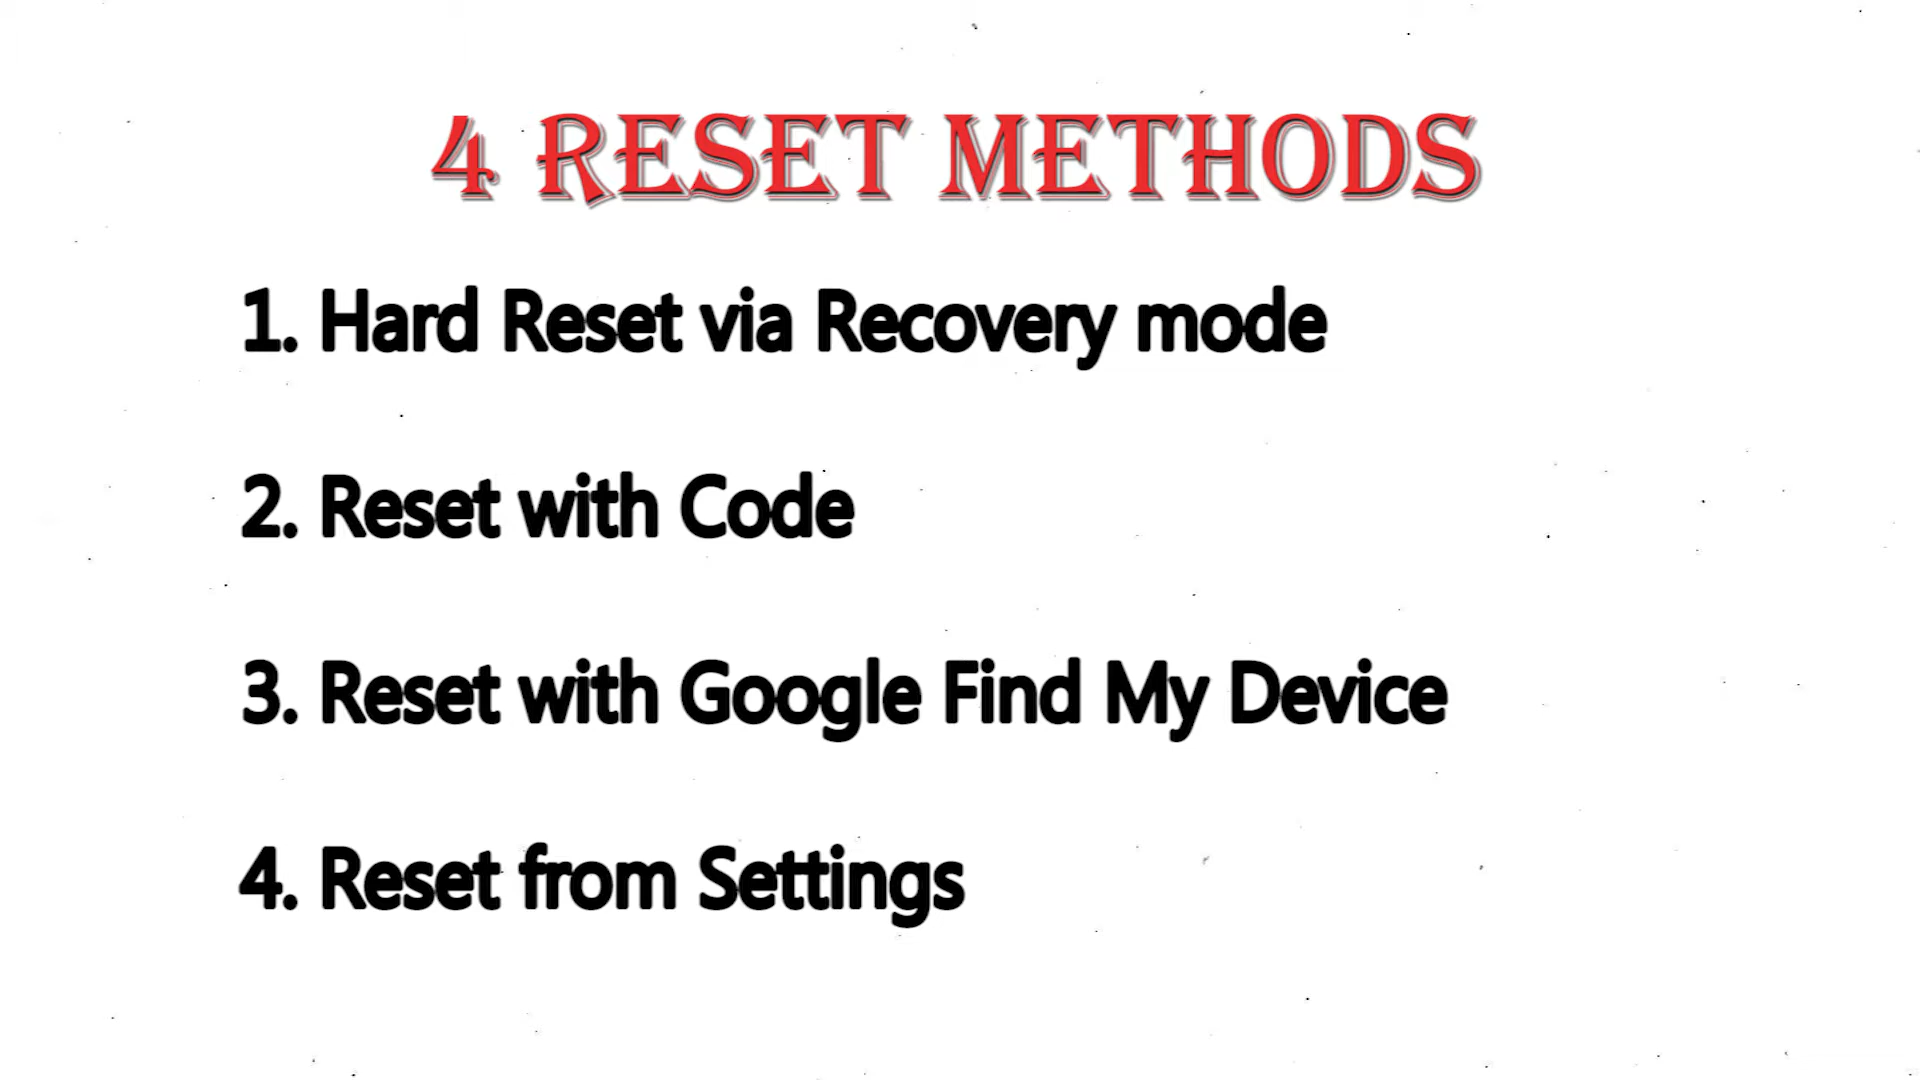 4 RESET METHODS
1. Hard Reset via Recovery mode
2. Reset with Code
3. Reset with Google Find My Device
4. Reset from Settings